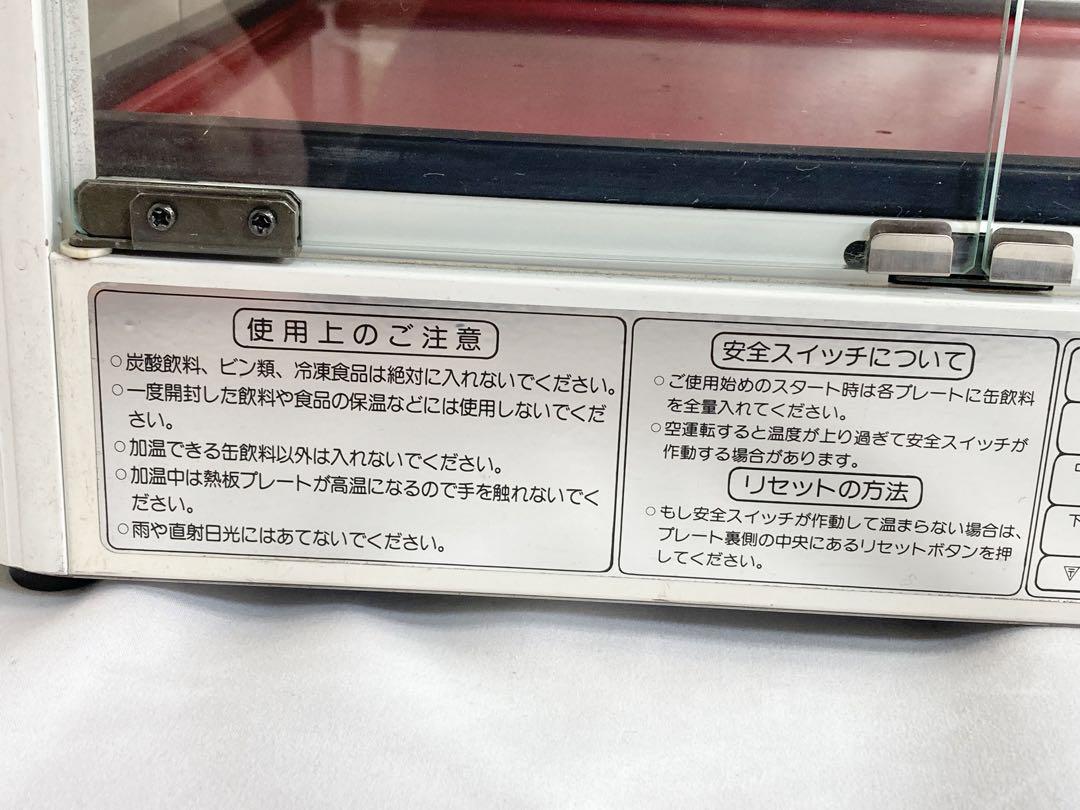 使用上のご注意
○炭酸飲料、ビン類、冷凍食品は絶対に入れないでください。
○一度開封した飲料や食品の保温などには使用しないでくだ
さい。
○加温できる缶飲料以外は入れないでください。
○加温中は熱板プレートが高温になるので手を触れないでく
ださい。
○雨や直射日光にはあてないでください。
安全スイッチについて
○ご使用始めのスタート時は各プレートに缶飲料
を全量入れてください。
○空運転すると温度が上り過ぎて安全スイッチが
作動する場合があります。
リセットの方法
○もし安全スイッチが作動して温まらない場合は、
プレート裏側の中央にあるリセットボタンを押
してください。
下